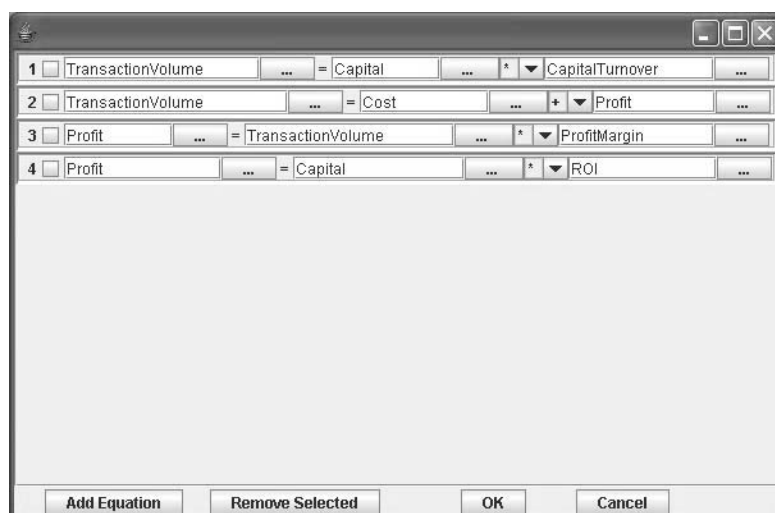 1 TransactionVolume ... = Capital ... * CapitalTurnover ...
2 TransactionVolume ... = Cost ... + Profit ...
3 Profit ... = TransactionVolume ... * ProfitMargin ...
4 Profit ... = Capital ... * ROI ...
Add Equation Remove Selected OK Cancel